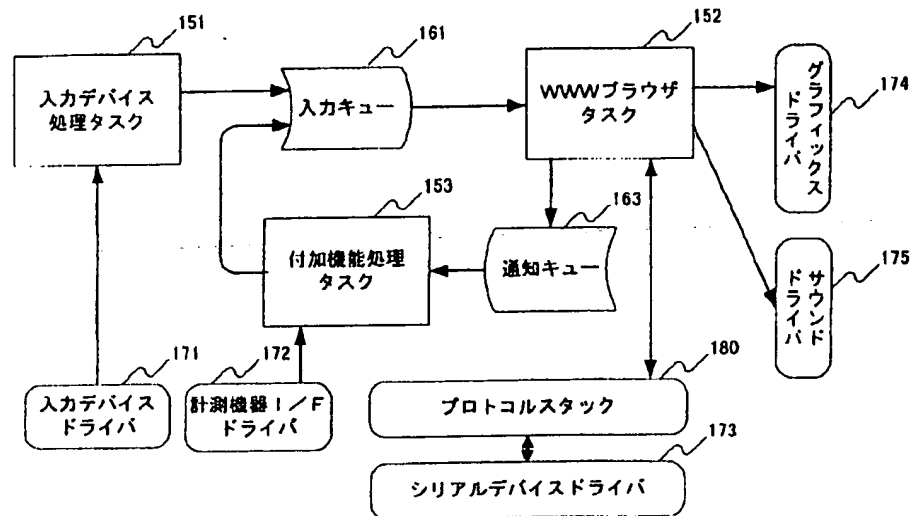 151
入力デバイス
処理タスク
161
入力キュー
152
WWWブラウザ
タスク
グラフィックス
ドライバ
174
153
付加機能処理
タスク
163
通知キュー
サウンド
ドライバ
175
171
入力デバイス
ドライバ
172
計測機器I／F
ドライバ
180
プロトコルスタック
173
シリアルデバイスドライバ